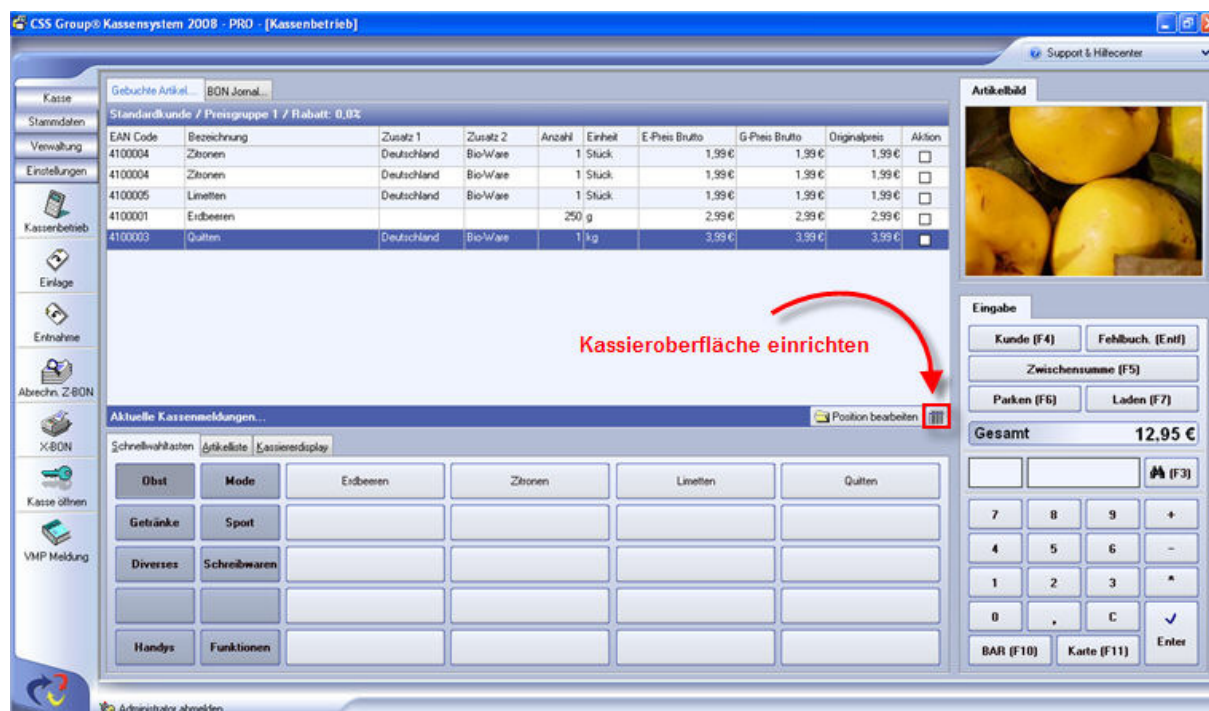 CSS Group® Kassensystem 2008 - PRO - [Kassenbetrieb]
Support & Hilfecenter
Kasse
Stammdaten
Verwaltung
Einstellungen
Kassenbetrieb
Einlage
Entnahme
Abrechn. Z-BON
X-BON
Kasse öffnen
VMP Meldung
Gebuchte Artikel... BON Jornal...
Standardkunde / Preisgruppe 1 / Rabatt: 0,0%
EAN Code Bezeichnung Zusatz 1 Zusatz 2 Anzahl Einheit E-Preis Brutto G-Preis Brutto Originalpreis Aktion
4100004 Zitronen Deutschland Bio-Ware 1 Stück 1,99 € 1,99 € 1,99 €
4100004 Zitronen Deutschland Bio-Ware 1 Stück 1,99 € 1,99 € 1,99 €
4100005 Limetten Deutschland Bio-Ware 1 Stück 1,99 € 1,99 € 1,99 €
4100001 Erdbeeren 250 g 2,99 € 2,99 € 2,99 €
4100003 Quitten Deutschland Bio-Ware 1 kg 3,99 € 3,99 € 3,99 €
Kassieroberfläche einrichten
Aktuelle Kassenmeldungen... Position bearbeiten
Schnellwahltasten Artikelliste Kassiererdisplay
Obst Mode Erdbeeren Zitronen Limetten Quitten
Getränke Sport
Diverses Schreibwaren
Handys Funktionen
Artikelbild
Eingabe
Kunde (F4) Fehlbuch. (Entf)
Zwischensumme (F5)
Parken (F6) Laden (F7)
Gesamt 12,95 €
(F3)
7 8 9 +
4 5 6 -
1 2 3 *
0 , C
Enter
BAR (F10) Karte (F11)
Administrator abmelden